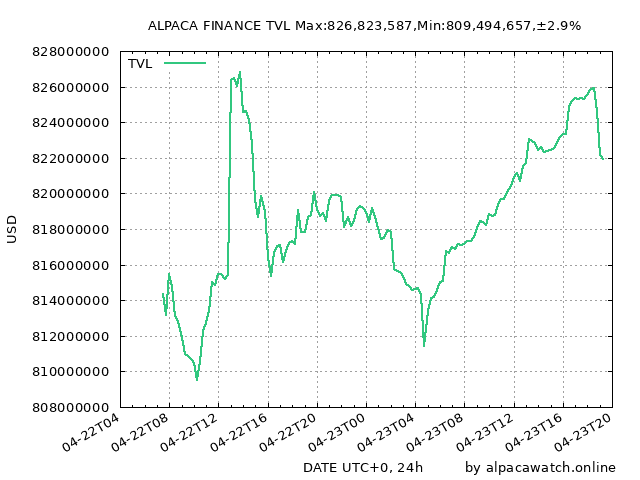 ALPACA FINANCE TVL Max:826,823,587,Min:809,494,657,±2.9%
828000000
TVL
826000000
824000000
822000000
820000000
818000000
USD
816000000
814000000
812000000
810000000
808000000
04-22T04
04-22T08
04-22T12
04-22T16
04-22T20
04-23T00
04-23T04
04-23T08
04-23T12
04-23T16
04-23T20
DATE UTC+0, 24h
by alpacawatch.online